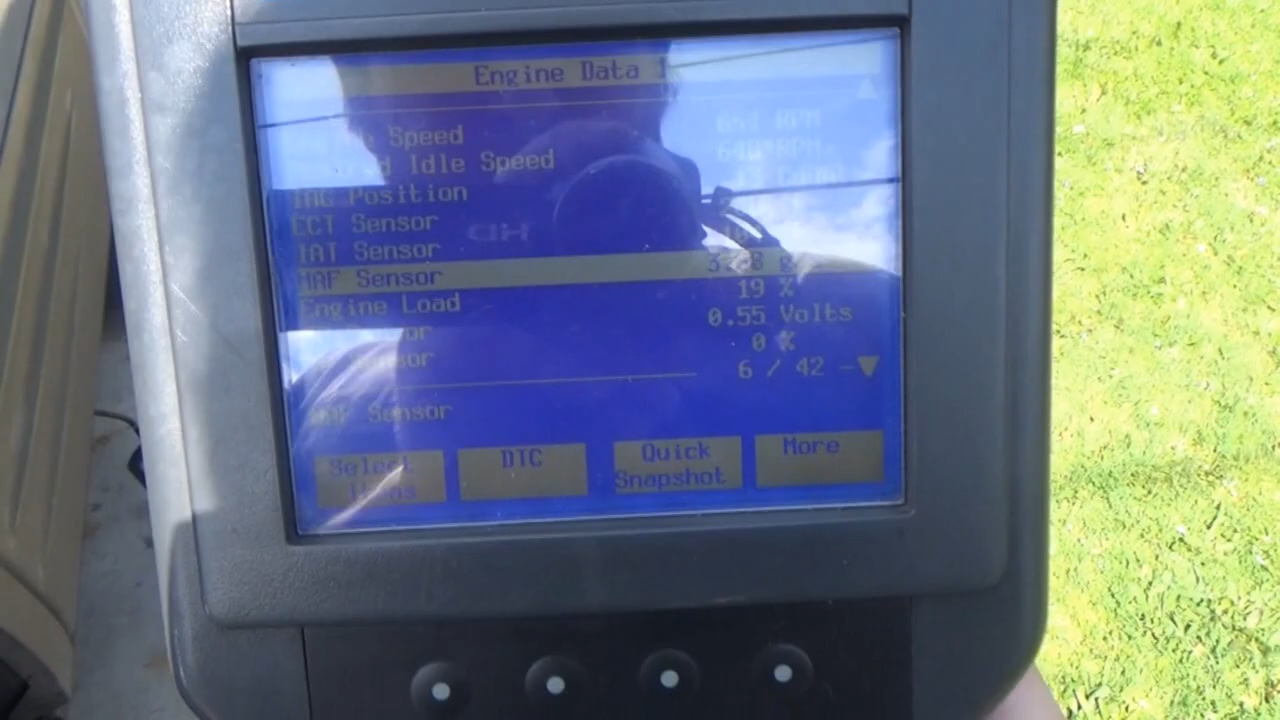 Engine Data 1
Speed
Idle Speed
IAC Position
ECT Sensor
IAT Sensor
MAF Sensor
Engine Load 19 %
0.55 Volts
0 %
6 / 42
MAF Sensor
Select Items
DTC
Quick Snapshot
More